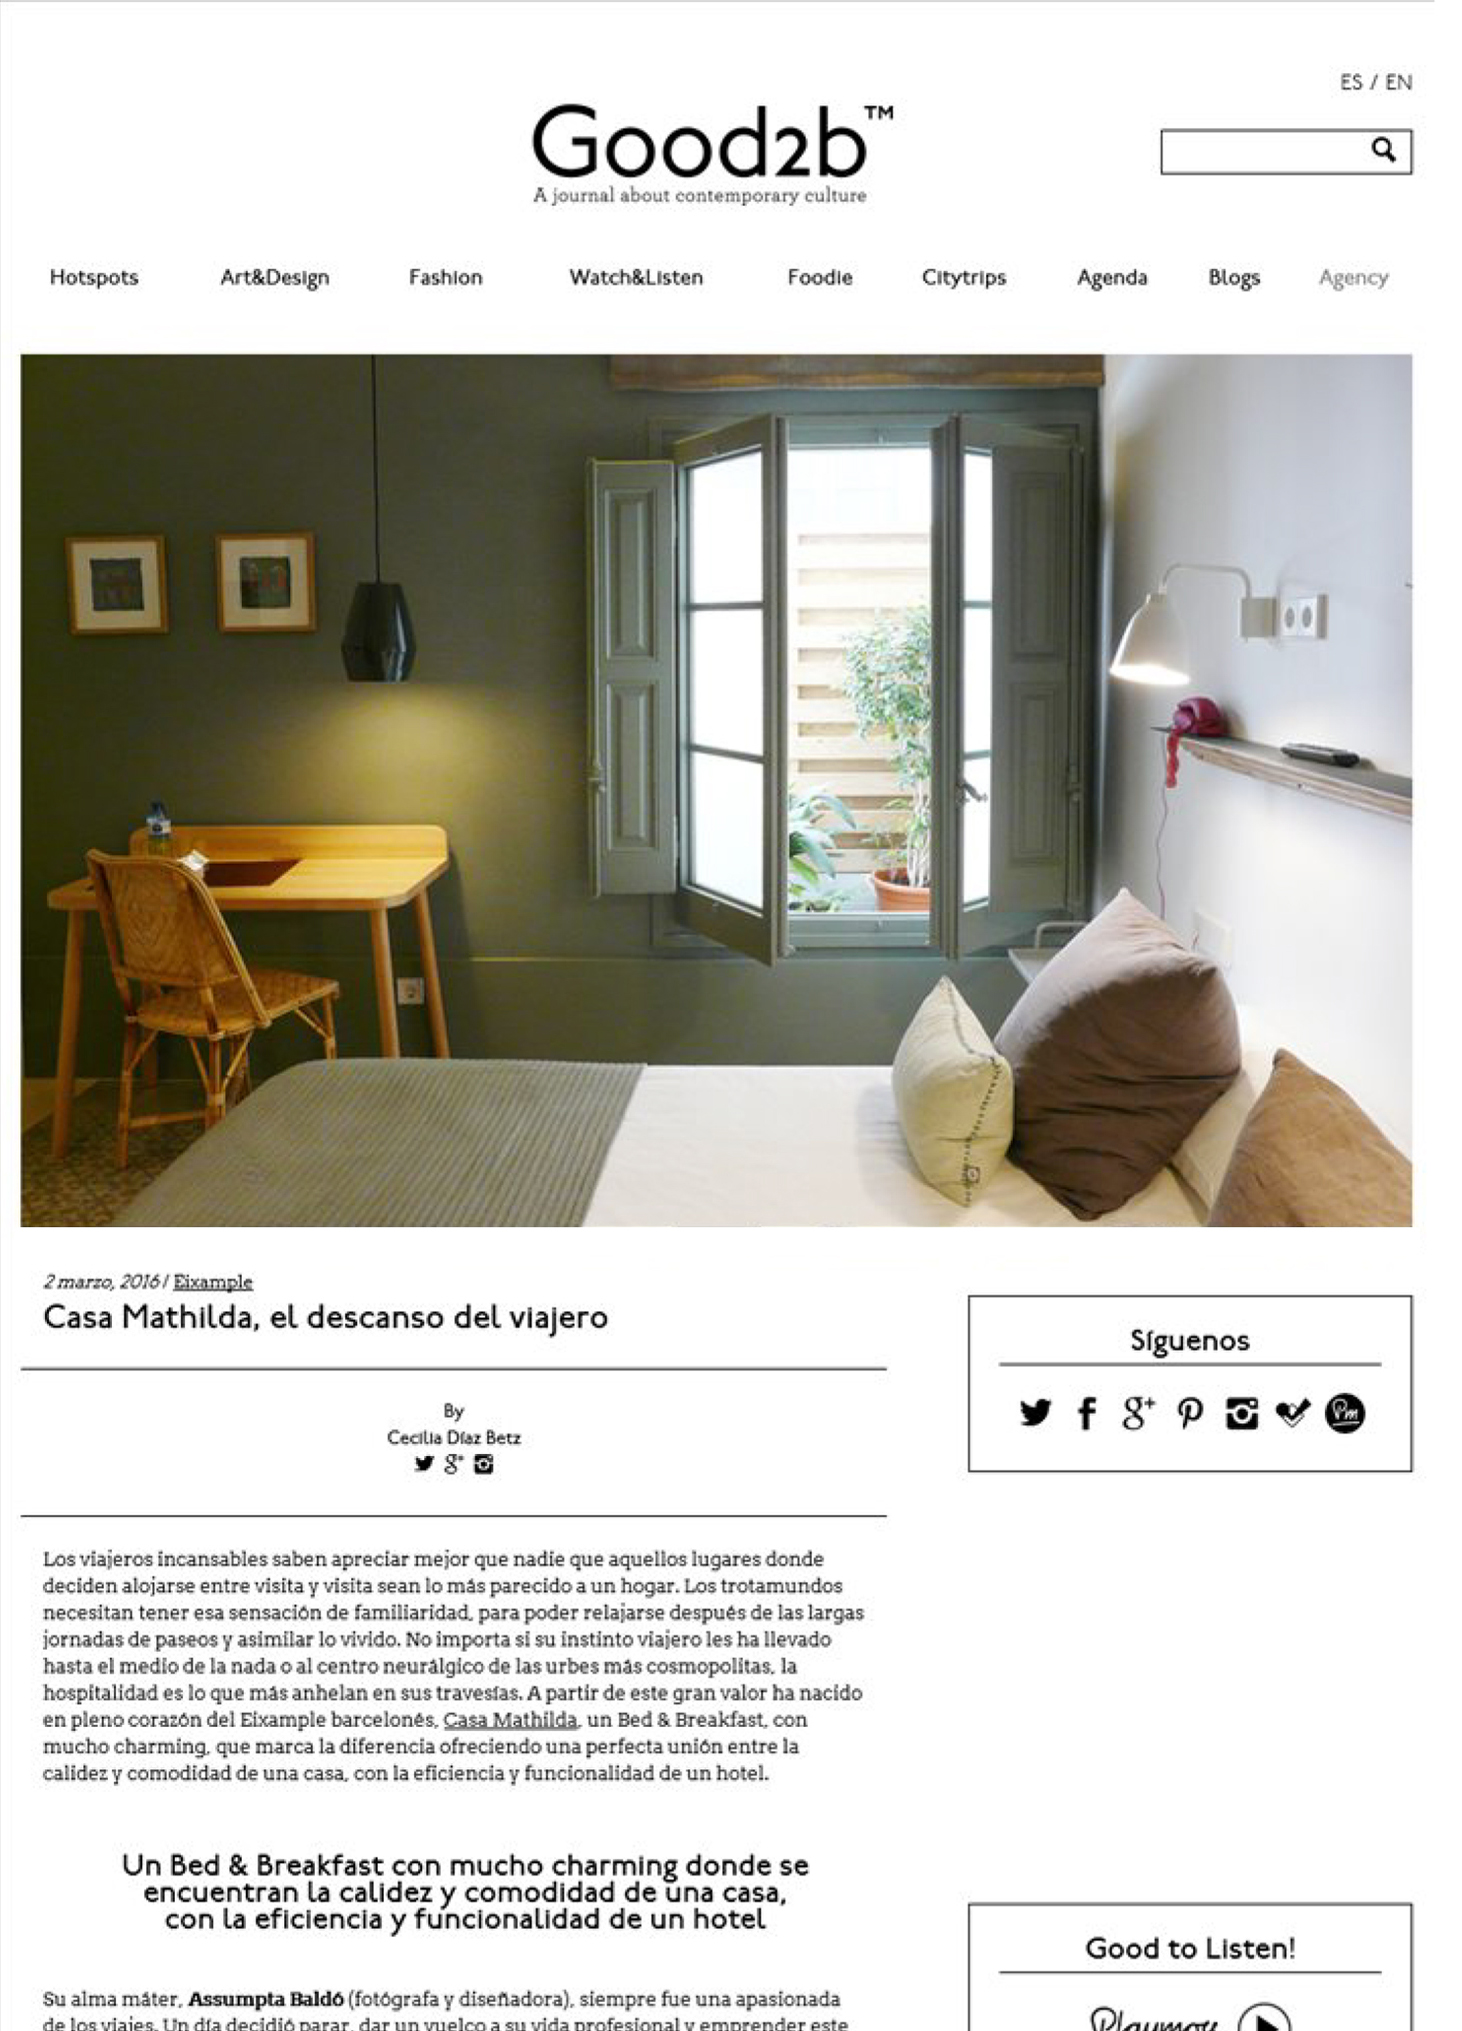 ES / EN
Good2b™
A journal about contemporary culture
Hotspots Art&Design Fashion Watch&Listen Foodie Citytrips Agenda Blogs Agency
2 marzo, 2016 / Eixample
Casa Mathilda, el descanso del viajero
By
Cecilia Díaz Betz
Los viajeros incansables saben apreciar mejor que nadie que aquellos lugares donde
deciden alojarse entre visita y visita sean lo más parecido a un hogar. Los trotamundos
necesitan tener esa sensación de familiaridad, para poder relajarse después de las largas
jornadas de paseos y asimilar lo vivido. No importa si su instinto viajero les ha llevado
hasta el medio de la nada o al centro neurálgico de las urbes más cosmopolitas, la
hospitalidad es lo que más anhelan en sus travesías. A partir de este gran valor ha nacido
en pleno corazón del Eixample barcelonés, Casa Mathilda, un Bed & Breakfast, con
mucho charming, que marca la diferencia ofreciendo una perfecta unión entre la
calidez y comodidad de una casa, con la eficiencia y funcionalidad de un hotel.
Un Bed & Breakfast con mucho charming donde se
encuentran la calidez y comodidad de una casa,
con la eficiencia y funcionalidad de un hotel
Su alma máter, Assumpta Baldó (fotógrafa y diseñadora), siempre fue una apasionada
de los viajes. Un día decidió parar, dar un vuelco a su vida profesional y emprender este
Síguenos
Pm
Good to Listen!
Playmoss